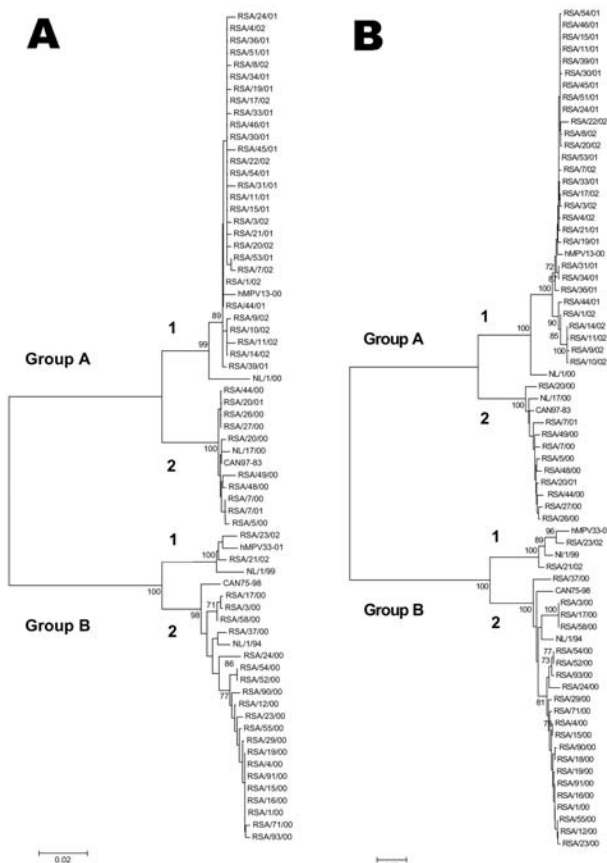 A
RSA/24/01
RSA/4/02
RSA/36/01
RSA/51/01
RSA/8/02
RSA/34/01
RSA/19/01
RSA/17/02
RSA/33/01
RSA/46/01
RSA/30/01
RSA/45/01
RSA/22/02
RSA/54/01
RSA/31/01
RSA/11/01
RSA/15/01
RSA/3/02
RSA/21/01
RSA/20/02
RSA/53/01
RSA/7/02
RSA/1/02
hMPV13-00
RSA/44/01
89
RSA/9/02
RSA/10/02
1
RSA/11/02
99
RSA/14/02
Group A
RSA/39/01
NL/1/00
RSA/44/00
RSA/20/01
RSA/26/00
RSA/27/00
RSA/20/00
100
NL/17/00
2
CAN97-83
RSA/49/00
RSA/48/00
RSA/7/00
RSA/7/01
RSA/5/00
1
RSA/23/02
hMPV33-01
100
RSA/21/02
NL/1/99
100
CAN75-98
RSA/17/00
71
RSA/3/00
98
RSA/58/00
Group B
2
RSA/37/00
NL/1/94
RSA/24/00
86
RSA/54/00
RSA/52/00
77
RSA/90/00
RSA/12/00
RSA/23/00
RSA/55/00
RSA/29/00
RSA/19/00
RSA/4/00
RSA/91/00
RSA/15/00
RSA/16/00
RSA/1/00
RSA/71/00
RSA/93/00
0.02
B
RSA/54/01
RSA/46/01
RSA/15/01
RSA/11/01
RSA/39/01
RSA/30/01
RSA/45/01
RSA/51/01
RSA/24/01
RSA/22/02
RSA/8/02
RSA/20/02
RSA/53/01
RSA/7/02
RSA/33/01
RSA/17/02
RSA/3/02
RSA/4/02
RSA/21/01
RSA/19/01
hMPV13-00
72
RSA/31/01
RSA/34/01
100
RSA/36/01
RSA/44/01
RSA/1/02
1
90
RSA/14/02
100
85
RSA/11/02
Group A
100
RSA/9/02
RSA/10/02
NL/1/00
RSA/20/00
100
NL/17/00
2
CAN97-83
RSA/7/01
RSA/49/00
RSA/7/00
RSA/5/00
RSA/48/00
RSA/20/01
RSA/44/00
RSA/27/00
RSA/26/00
1
96
hMPV33-0
89
RSA/23/02
100
NI/1/99
RSA/21/02
100
RSA/37/00
CAN75-98
100
RSA/3/00
100
RSA/17/00
Group B
2
RSA/58/00
NL/1/94
77
RSA/54/00
73
RSA/52/00
RSA/93/00
RSA/24/00
81
RSA/29/00
RSA/71/00
RSA/4/00
RSA/15/00
RSA/90/00
RSA/18/00
RSA/19/00
RSA/91/00
RSA/16/00
RSA/1/00
RSA/55/00
RSA/12/00
RSA/23/00